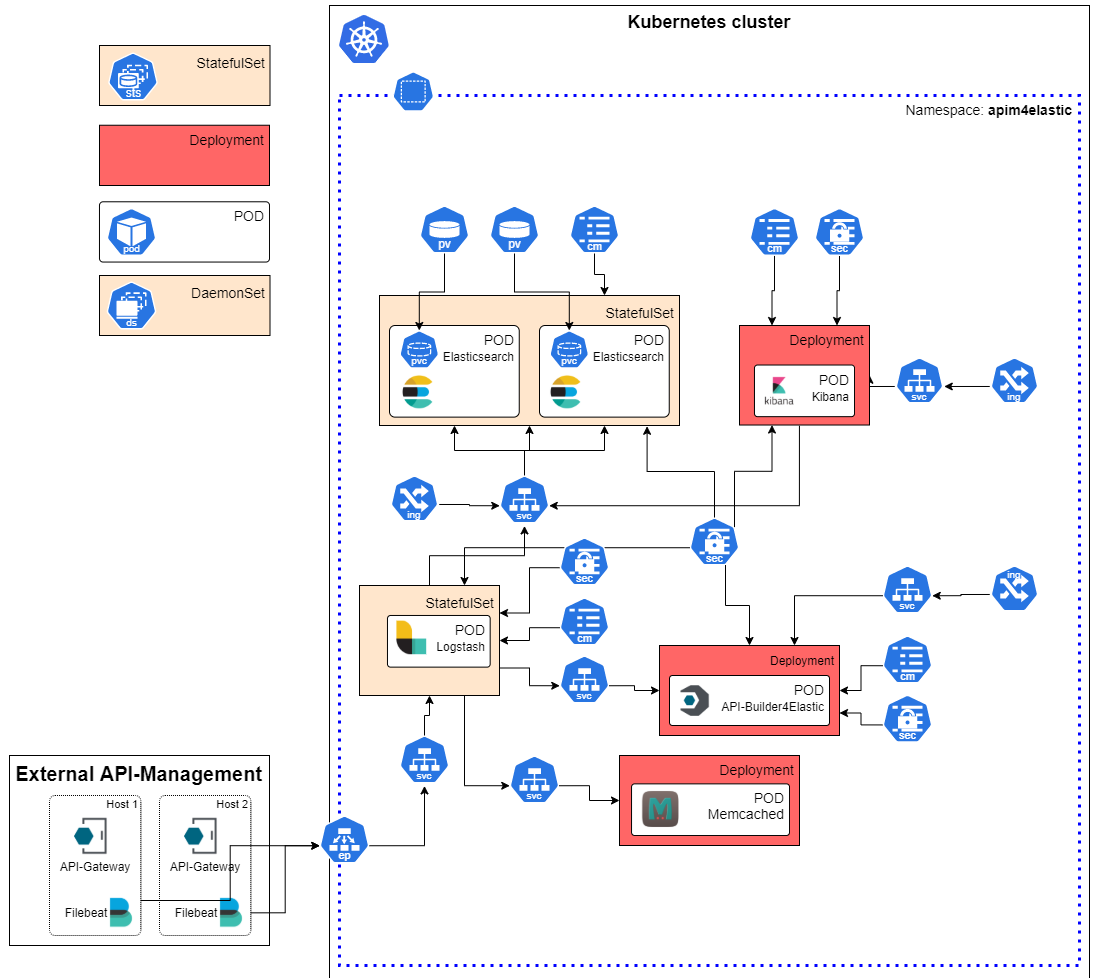 Kubernetes cluster
StatefulSet
sts
Namespace: apim4elastic
Deployment
POD
pod
DaemonSet
ds
pv
pv
cm
cm
sec
StatefulSet
POD
Elasticsearch
pvc
POD
Elasticsearch
pvc
Deployment
POD
Kibana
kibana
svc
ing
ing
svc
sec
sec
StatefulSet
POD
Logstash
cm
svc
svc
ing
Deployment
POD
API-Builder4Elastic
cm
sec
svc
svc
Deployment
POD
Memcached
M
External API-Management
Host 1
Host 2
API-Gateway
API-Gateway
Filebeat
Filebeat
ep